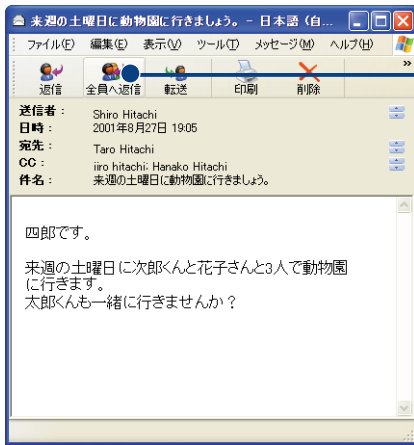 来週の土曜日に動物園に行きましょう。 - 日本語 (自...
ファイル(F) 編集(E) 表示(V) ツール(T) メッセージ(M) ヘルプ(H)
返信 全員へ返信 転送 印刷 削除 »
送信者： Shiro Hitachi
日時： 2001年8月27日 19:05
宛先： Taro Hitachi
CC： iiro hitachi; Hanako Hitachi
件名： 来週の土曜日に動物園に行きましょう。
四郎です。
来週の土曜日に次郎くんと花子さんと3人で動物園
に行きます。
太郎くんも一緒に行きませんか？